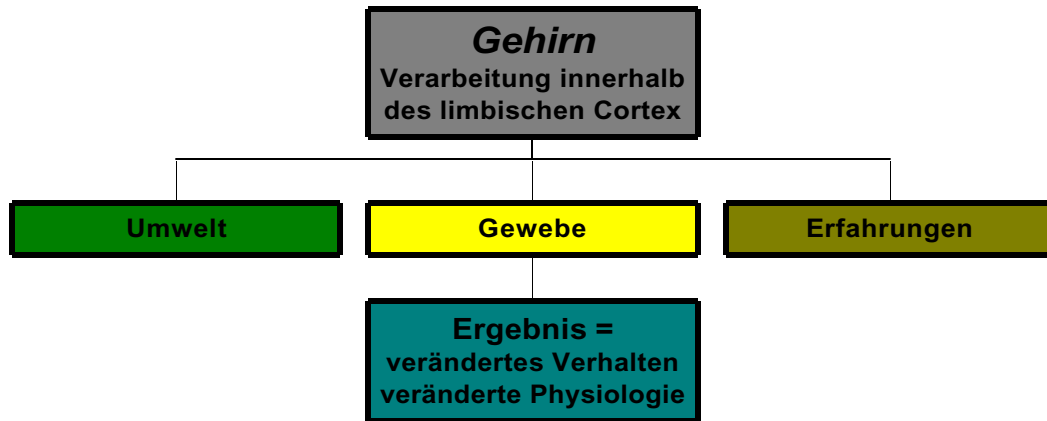 Gehirn
Verarbeitung innerhalb
des limbischen Cortex
Umwelt
Gewebe
Erfahrungen
Ergebnis =
verändertes Verhalten
veränderte Physiologie